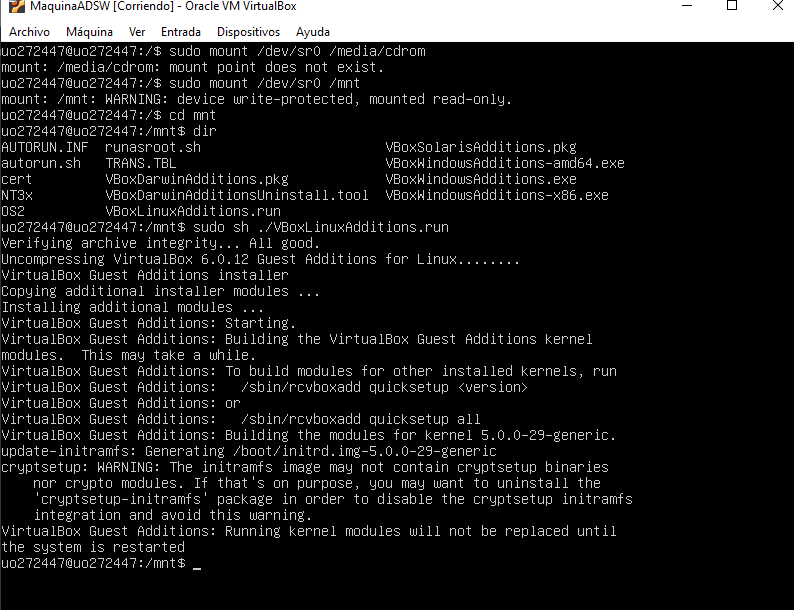 MaquinaADSW [Corriendo] - Oracle VM VirtualBox
Archivo Máquina Ver Entrada Dispositivos Ayuda
uo272447@uo272447:/$ sudo mount /dev/sr0 /media/cdrom
mount: /media/cdrom: mount point does not exist.
uo272447@uo272447:/$ sudo mount /dev/sr0 /mnt
mount: /mnt: WARNING: device write-protected, mounted read-only.
uo272447@uo272447:/$ cd mnt
uo272447@uo272447:/mnt$ dir
AUTORUN.INF  runasroot.sh                    VBoxSolarisAdditions.pkg
autorun.sh   TRANS.TBL                       VBoxWindowsAdditions-amd64.exe
cert         VBoxDarwinAdditions.pkg         VBoxWindowsAdditions.exe
NT3x         VBoxDarwinAdditionsUninstall.tool  VBoxWindowsAdditions-x86.exe
OS2          VBoxLinuxAdditions.run
uo272447@uo272447:/mnt$ sudo sh ./VBoxLinuxAdditions.run
Verifying archive integrity... All good.
Uncompressing VirtualBox 6.0.12 Guest Additions for Linux........
VirtualBox Guest Additions installer
Copying additional installer modules ...
Installing additional modules ...
VirtualBox Guest Additions: Starting.
VirtualBox Guest Additions: Building the VirtualBox Guest Additions kernel
modules.  This may take a while.
VirtualBox Guest Additions: To build modules for other installed kernels, run
VirtualBox Guest Additions:   /sbin/rcvboxadd quicksetup <version>
VirtualBox Guest Additions: or
VirtualBox Guest Additions:   /sbin/rcvboxadd quicksetup all
VirtualBox Guest Additions: Building the modules for kernel 5.0.0-29-generic.
update-initramfs: Generating /boot/initrd.img-5.0.0-29-generic
cryptsetup: WARNING: The initramfs image may not contain cryptsetup binaries
    nor crypto modules. If that's on purpose, you may want to uninstall the
    'cryptsetup-initramfs' package in order to disable the cryptsetup initramfs
    integration and avoid this warning.
VirtualBox Guest Additions: Running kernel modules will not be replaced until
the system is restarted
uo272447@uo272447:/mnt$ _